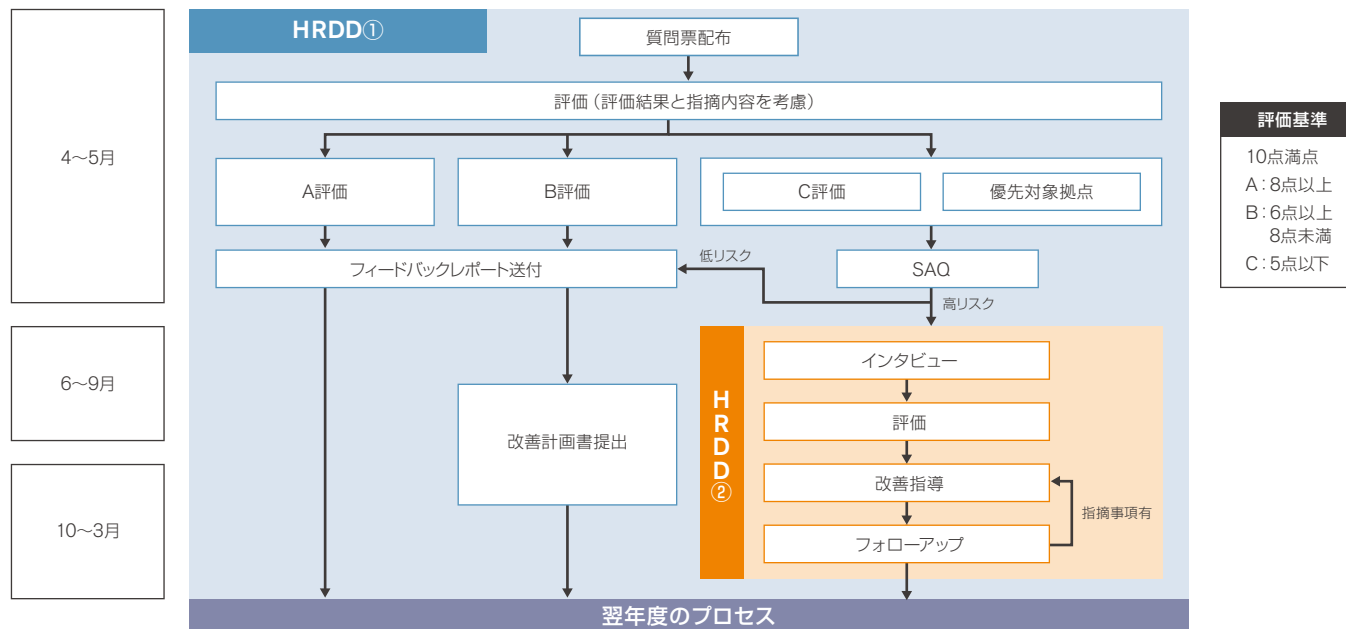 HRDD①
質問票配布
評価（評価結果と指摘内容を考慮）
4〜5月
A評価
B評価
C評価
優先対象拠点
フィードバックレポート送付
低リスク
SAQ
高リスク
評価基準
10点満点
A：8点以上
B：6点以上
8点未満
C：5点以下
6〜9月
HRDD②
インタビュー
評価
改善計画書提出
改善指導
指摘事項有
10〜3月
フォローアップ
翌年度のプロセス